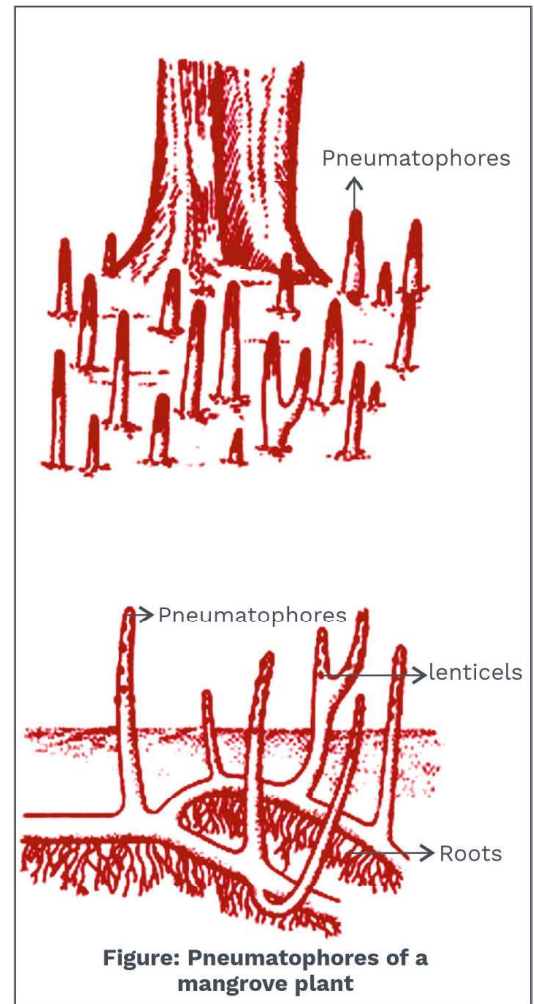 Pneumatophores
Pneumatophores
lenticels
Roots
Figure: Pneumatophores of a
mangrove plant